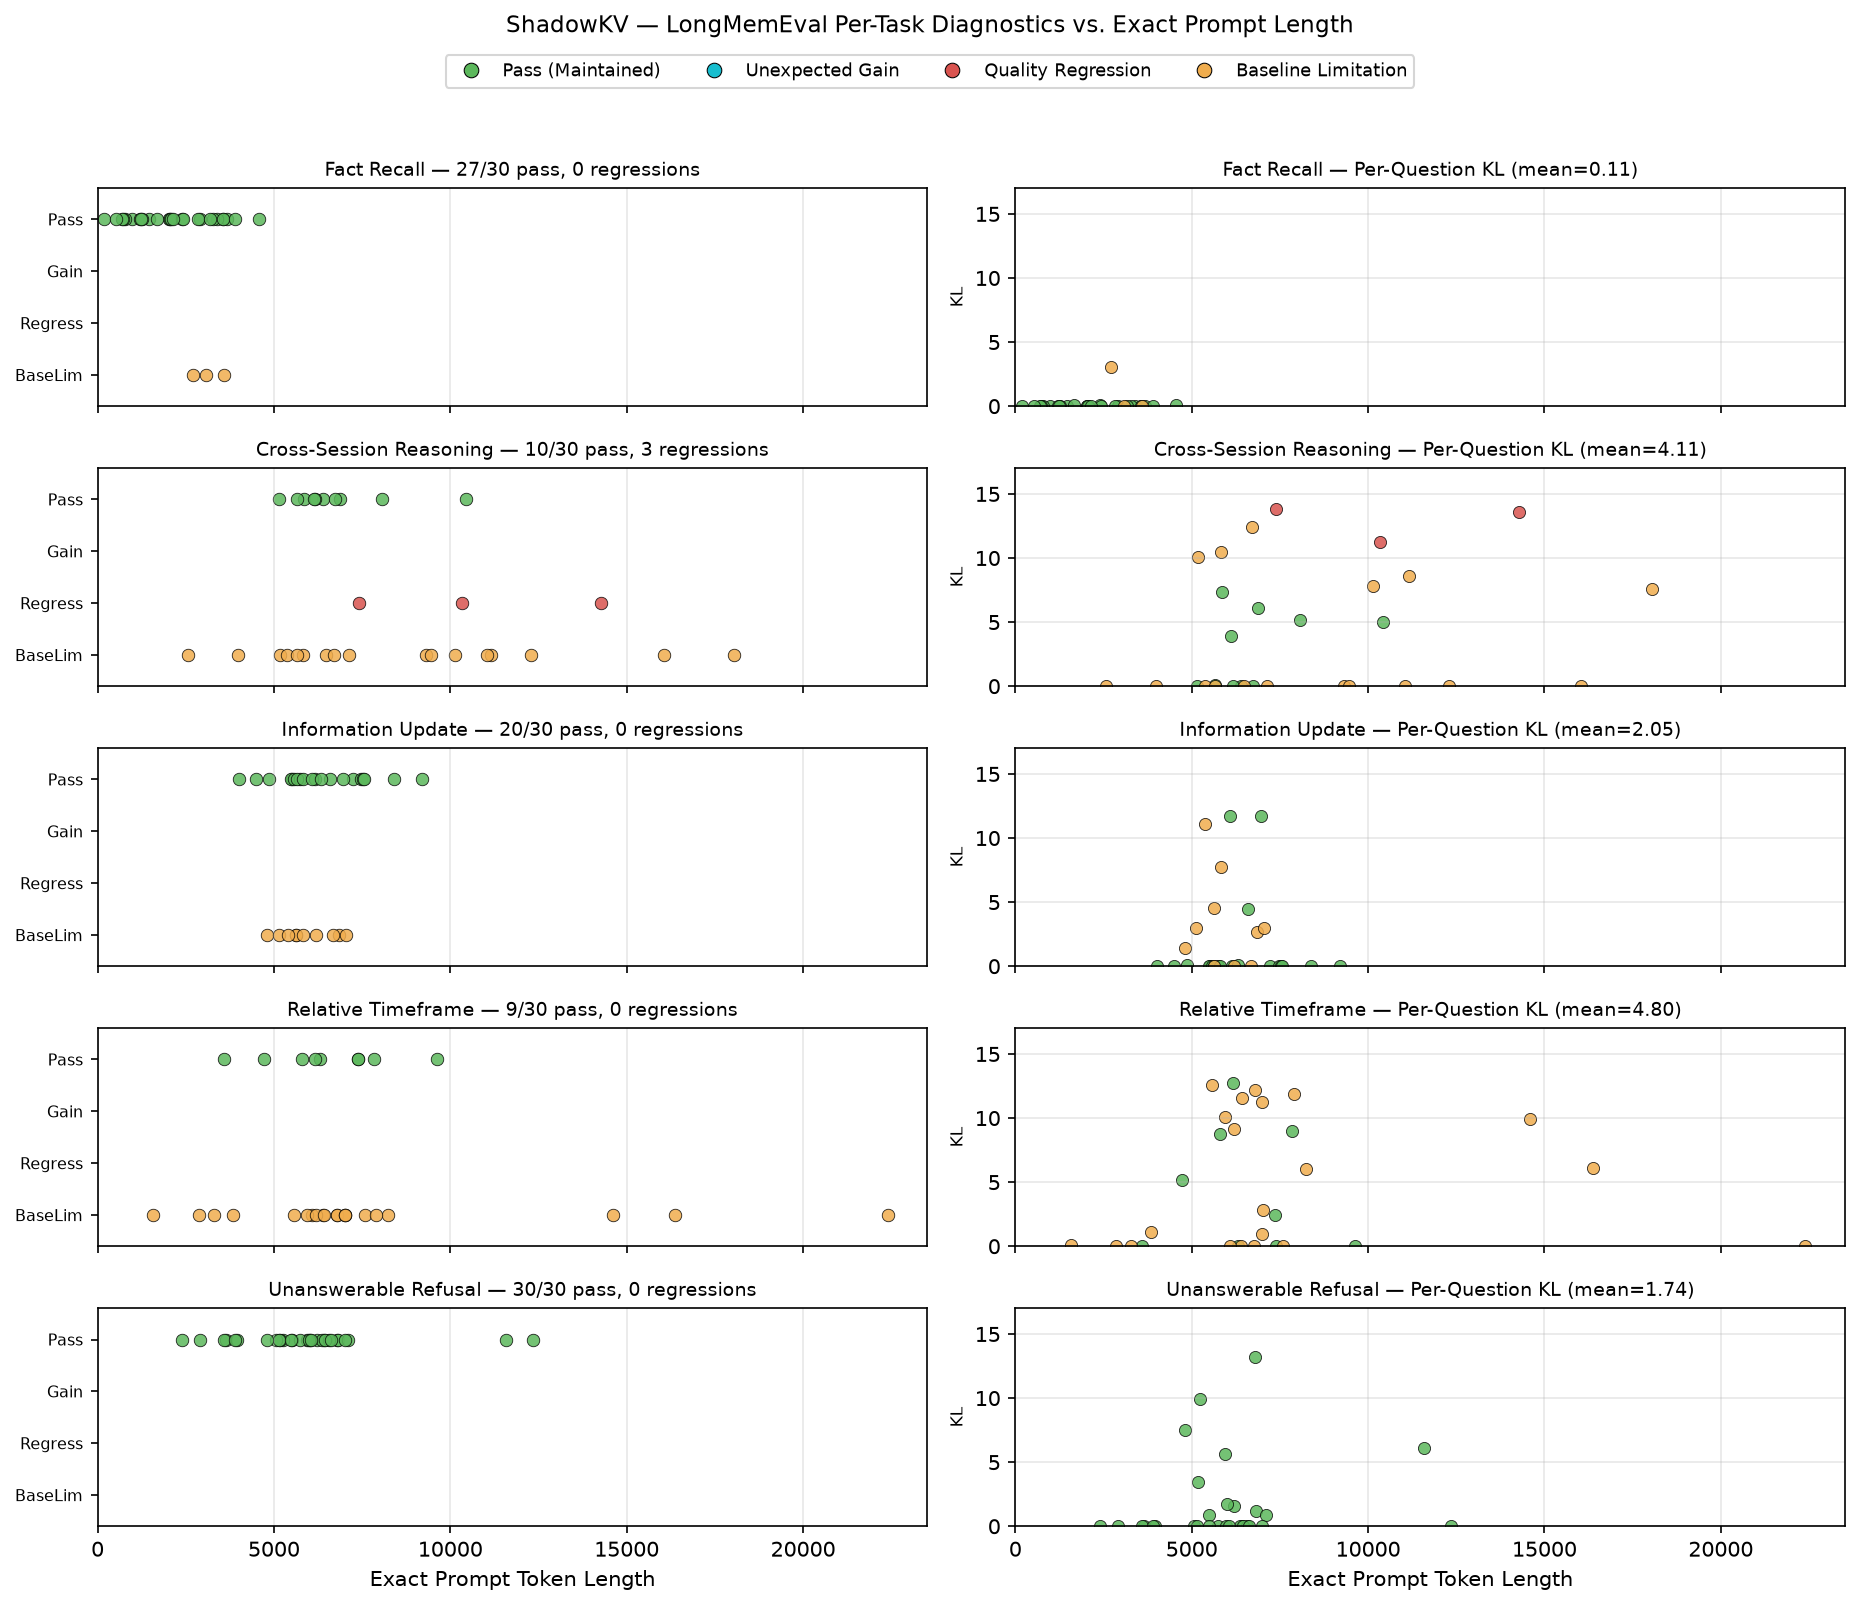 ShadowKV — LongMemEval Per-Task Diagnostics vs. Exact Prompt Length
Pass (Maintained) Unexpected Gain Quality Regression Baseline Limitation
Fact Recall — 27/30 pass, 0 regressions
Pass
Gain
Regress
BaseLim
Fact Recall — Per-Question KL (mean=0.11)
KL
15
10
5
0
Cross-Session Reasoning — 10/30 pass, 3 regressions
Pass
Gain
Regress
BaseLim
Cross-Session Reasoning — Per-Question KL (mean=4.11)
KL
15
10
5
0
Information Update — 20/30 pass, 0 regressions
Pass
Gain
Regress
BaseLim
Information Update — Per-Question KL (mean=2.05)
KL
15
10
5
0
Relative Timeframe — 9/30 pass, 0 regressions
Pass
Gain
Regress
BaseLim
Relative Timeframe — Per-Question KL (mean=4.80)
KL
15
10
5
0
Unanswerable Refusal — 30/30 pass, 0 regressions
Pass
Gain
Regress
BaseLim
0 5000 10000 15000 20000
Exact Prompt Token Length
Unanswerable Refusal — Per-Question KL (mean=1.74)
KL
15
10
5
0
0 5000 10000 15000 20000
Exact Prompt Token Length